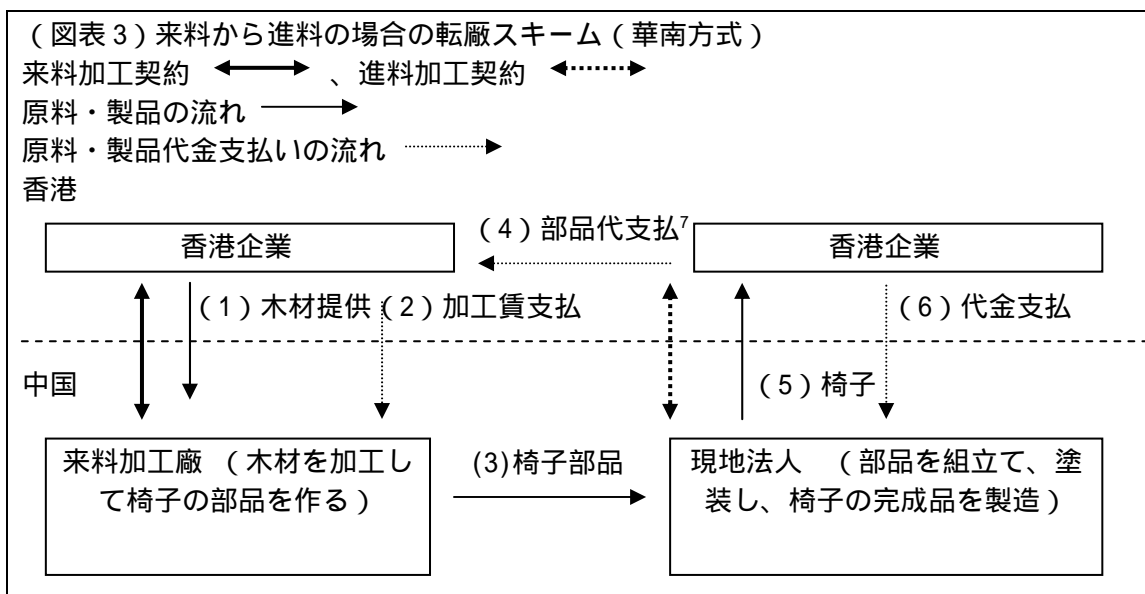 （図表 3）来料から進料の場合の転廠スキーム（華南方式）
来料加工契約 、進料加工契約
原料・製品の流れ
原料・製品代金支払いの流れ
香港
香港企業
（4）部品代支払7
香港企業
（1）木材提供
（2）加工賃支払
（6）代金支払
中国
（5）椅子
来料加工廠 （木材を加工し
て椅子の部品を作る）
(3)椅子部品
現地法人 （部品を組立て、塗
装し、椅子の完成品を製造）